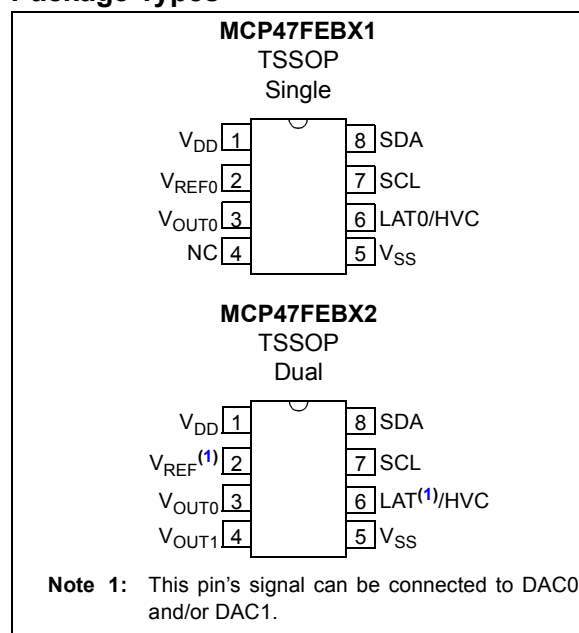 Package Types
MCP47FEBX1
TSSOP
Single
VDD 1 8 SDA
VREF0 2 7 SCL
VOUT0 3 6 LAT0/HVC
NC 4 5 VSS
MCP47FEBX2
TSSOP
Dual
VDD 1 8 SDA
VREF(1) 2 7 SCL
VOUT0 3 6 LAT(1)/HVC
VOUT1 4 5 VSS
Note 1: This pin's signal can be connected to DAC0
and/or DAC1.